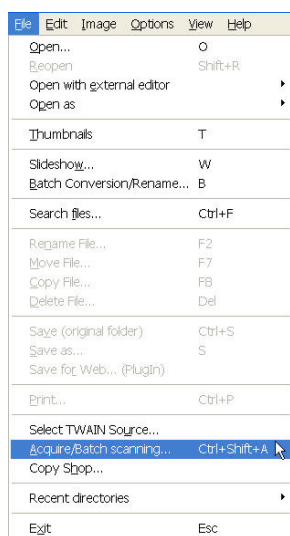 File Edit Image Options View Help
Open... O
Reopen Shift+R
Open with external editor
Open as
Thumbnails T
Slideshow... W
Batch Conversion/Rename... B
Search files... Ctrl+F
Rename File... F2
Move File... F7
Copy File... F8
Delete File... Del
Save (original folder) Ctrl+S
Save as... S
Save for Web... (PlugIn)
Print... Ctrl+P
Select TWAIN Source...
Acquire/Batch scanning... Ctrl+Shift+A
Copy Shop...
Recent directories
Exit Esc